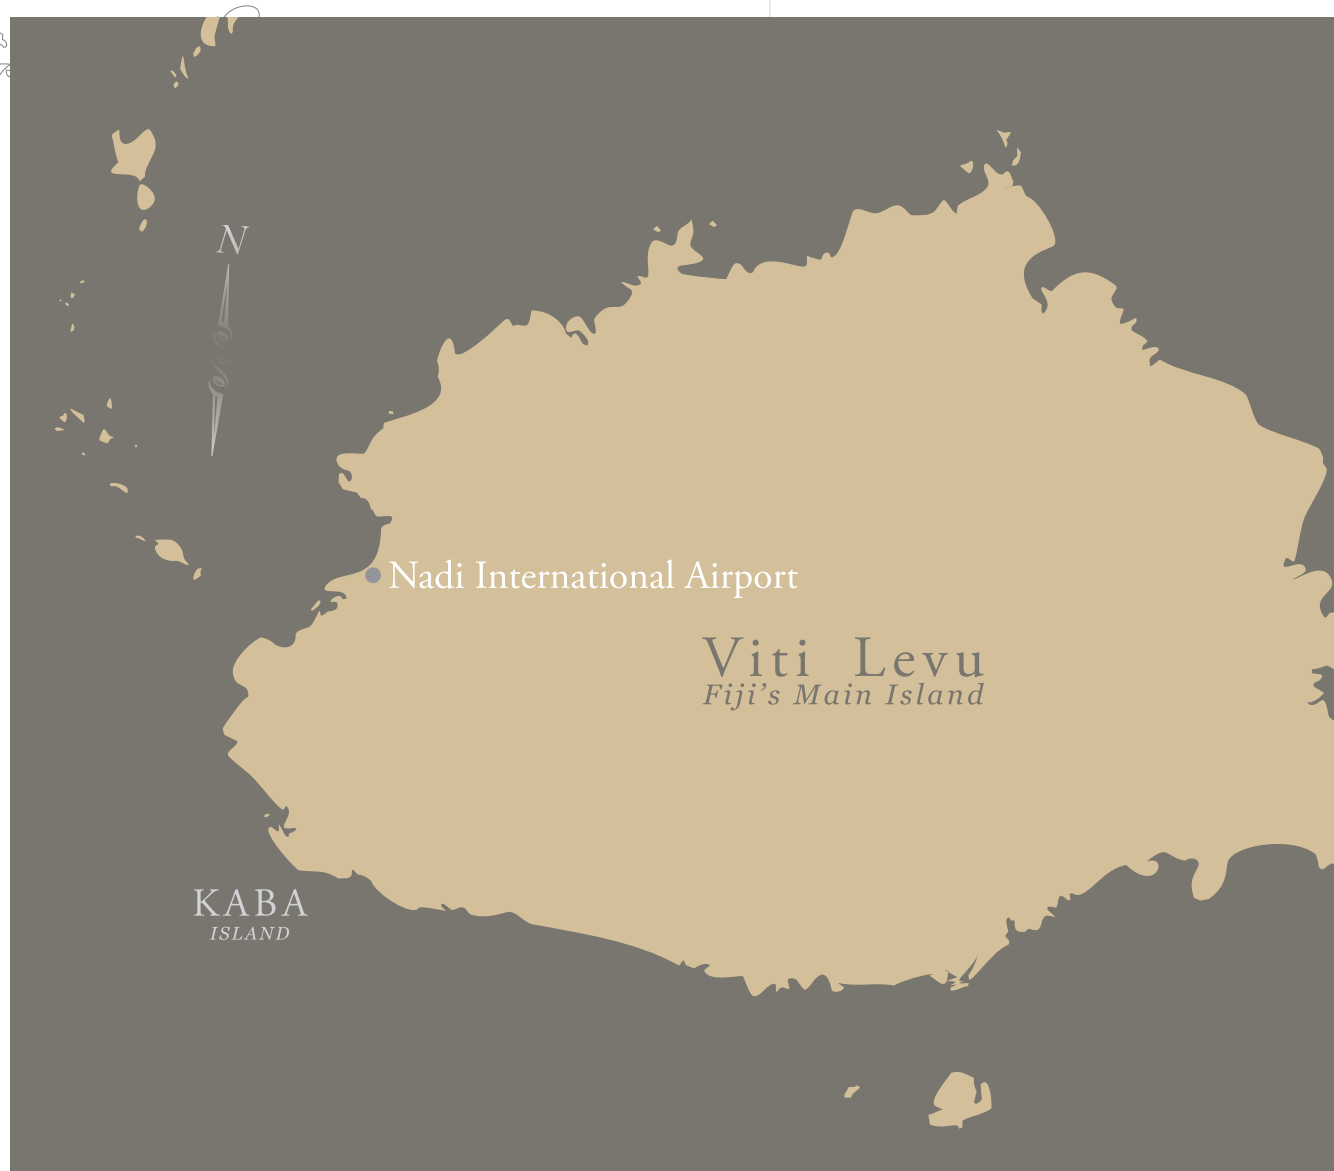 N
Nadi International Airport
Viti Levu
Fiji's Main Island
KABA
ISLAND